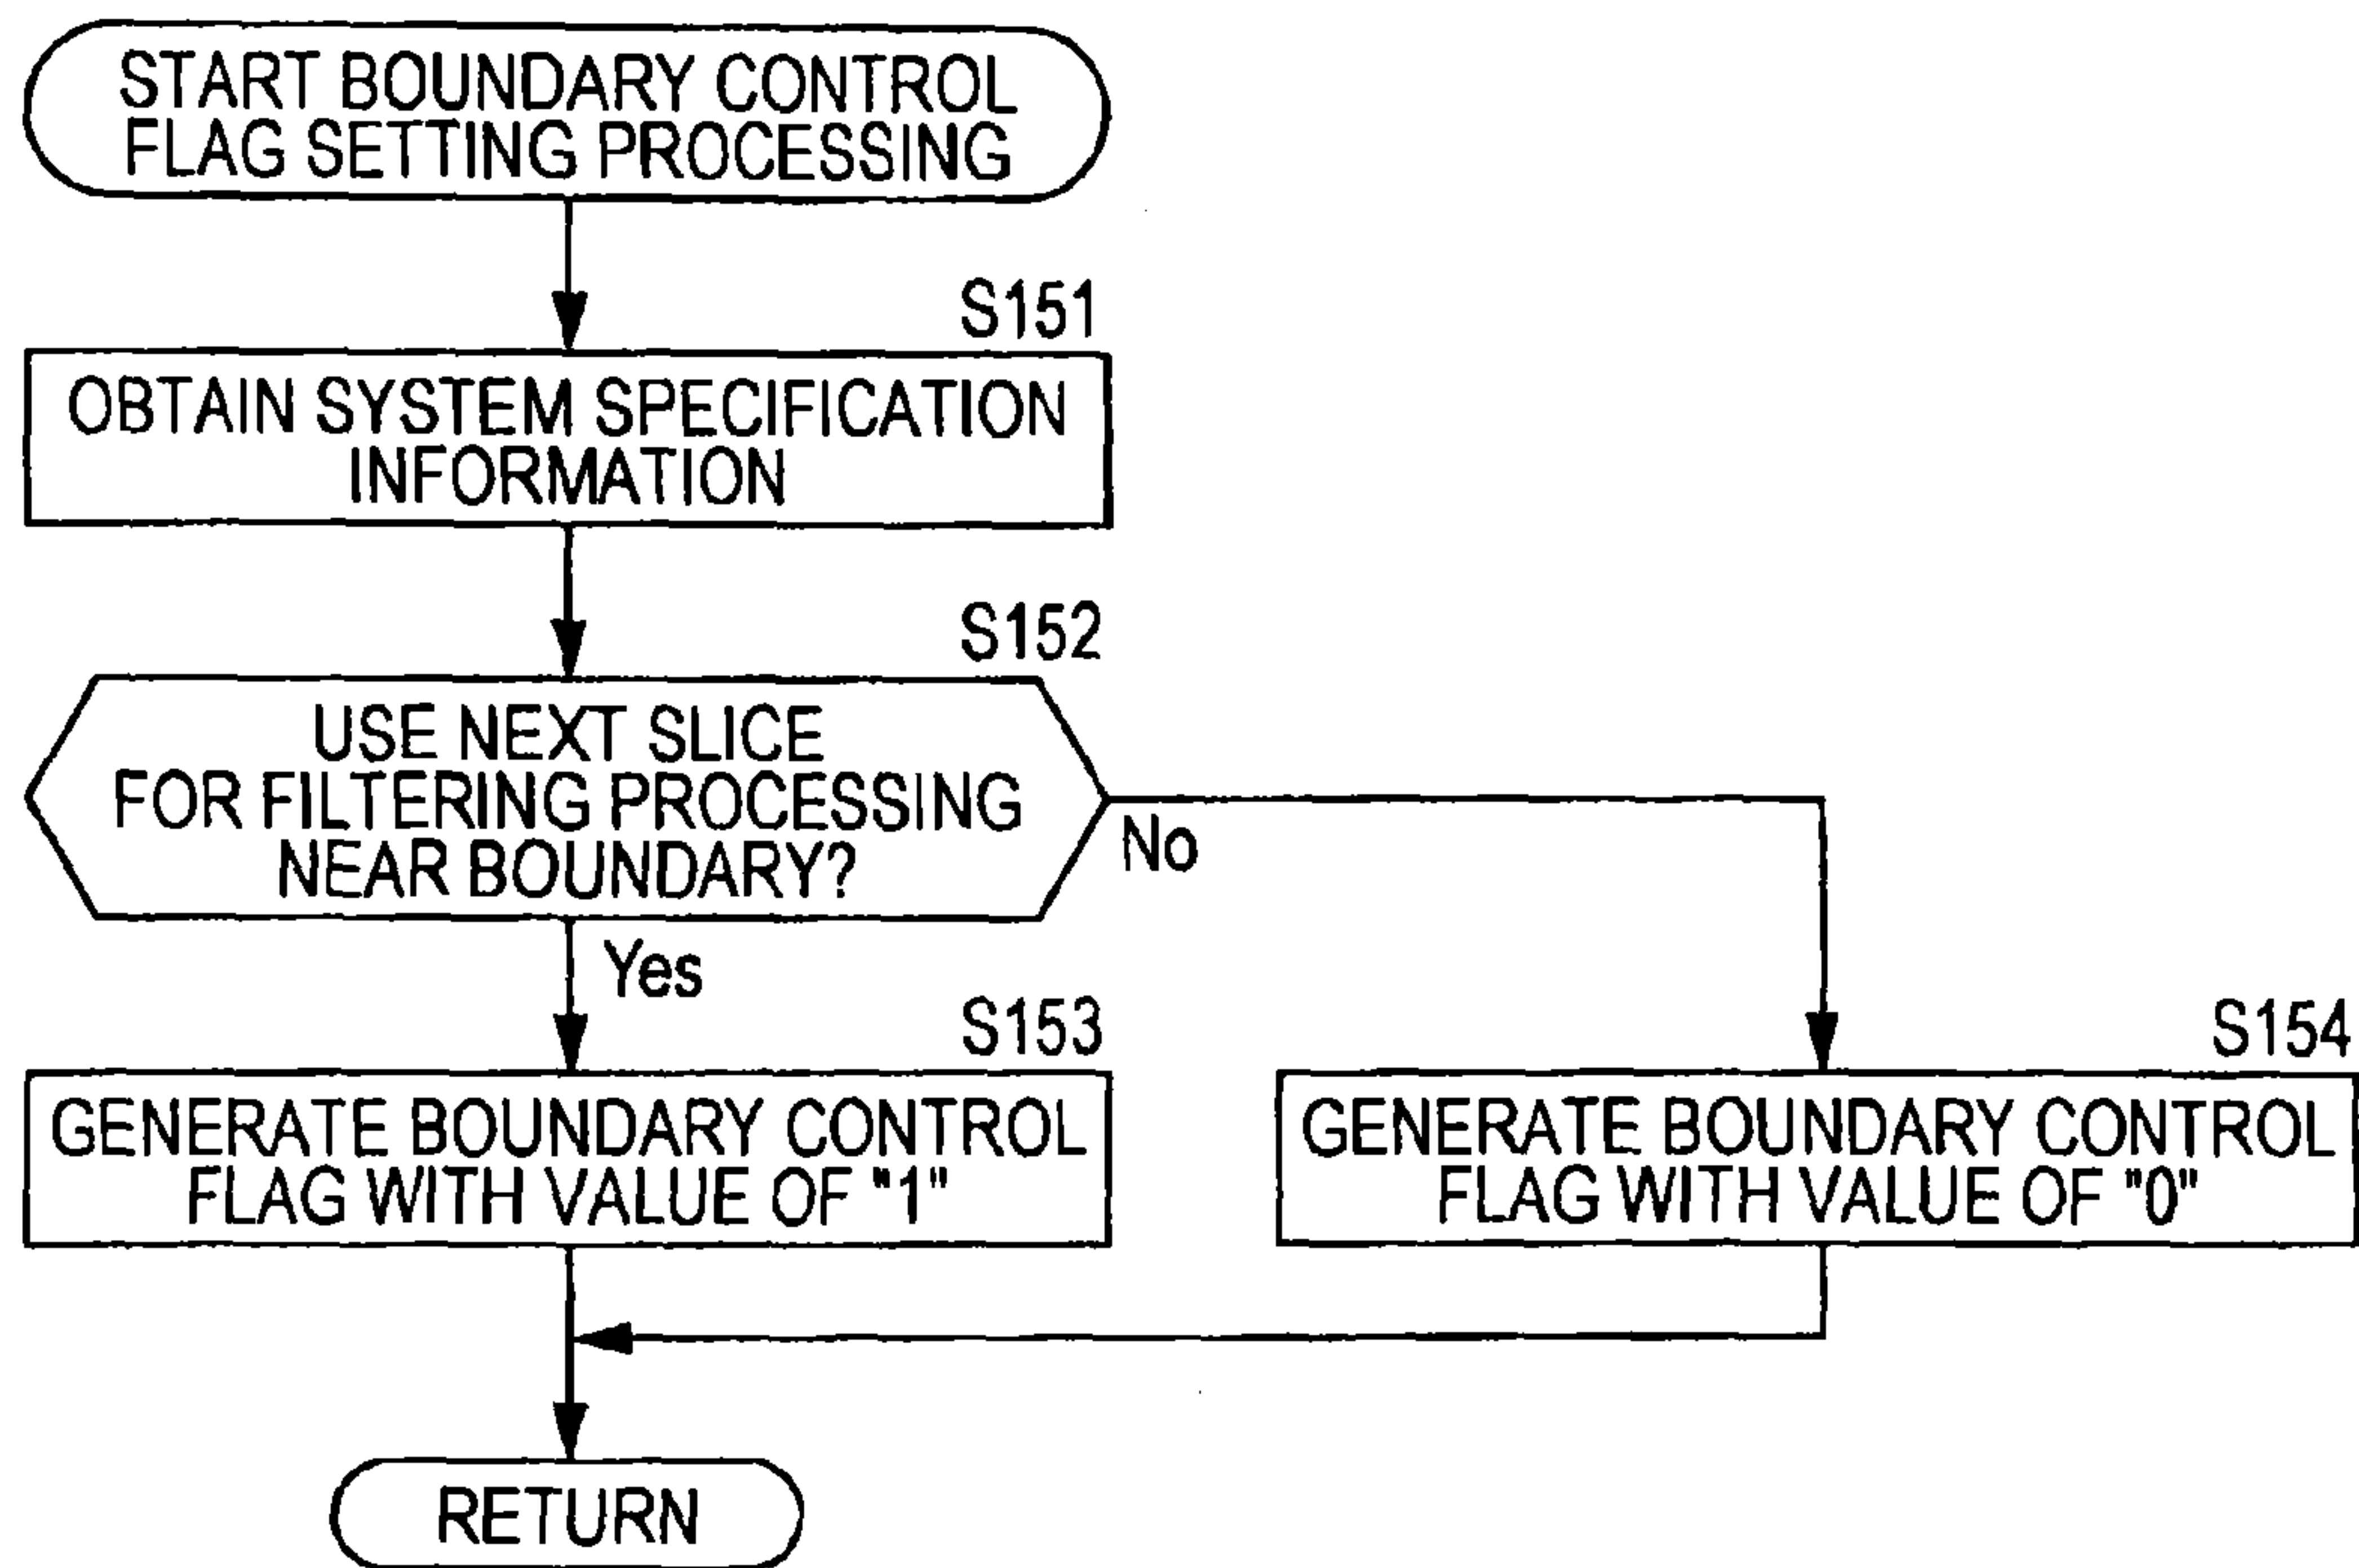 START BOUNDARY CONTROL
FLAG SETTING PROCESSING
S151
OBTAIN SYSTEM SPECIFICATION
INFORMATION
S152
USE NEXT SLICE
FOR FILTERING PROCESSING
NEAR BOUNDARY?
No
Yes
S153
GENERATE BOUNDARY CONTROL
FLAG WITH VALUE OF "1"
S154
GENERATE BOUNDARY CONTROL
FLAG WITH VALUE OF "0"
RETURN